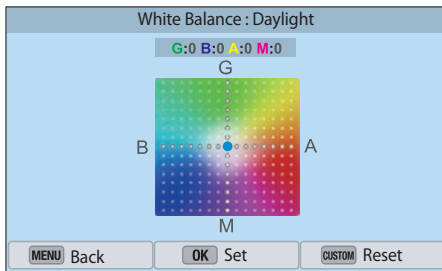 White Balance : Daylight
G:0 B:0 A:0 M:0
G
B A
M
MENU Back OK Set CUSTOM Reset